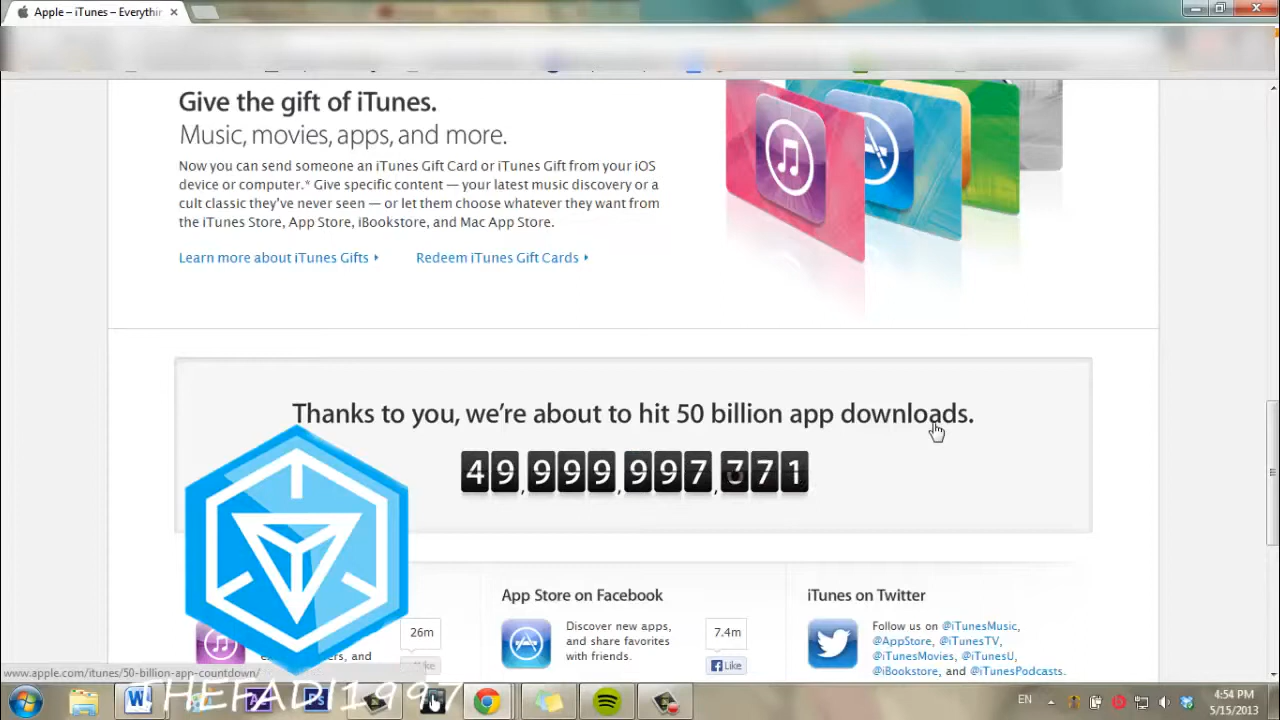 Apple – iTunes – Everythin
Give the gift of iTunes.
Music, movies, apps, and more.
Now you can send someone an iTunes Gift Card or iTunes Gift from your iOS
device or computer.* Give specific content — your latest music discovery or a
cult classic they've never seen — or let them choose whatever they want from
the iTunes Store, App Store, iBookstore, and Mac App Store.
Learn more about iTunes Gifts
Redeem iTunes Gift Cards
Thanks to you, we're about to hit 50 billion app downloads.
49,999,997,771
App Store on Facebook
iTunes on Twitter
26m
Discover new apps,
and share favorites
with friends.
7.4m
Like
Follow us on @iTunesMusic,
@AppStore, @iTunesTV,
@iTunesMovies, @iTunesU,
@iBookstore, and @iTunesPodcasts.
www.apple.com/itunes/50-billion-app-countdown/
THEFADI1997
EN
4:54 PM
5/15/2013